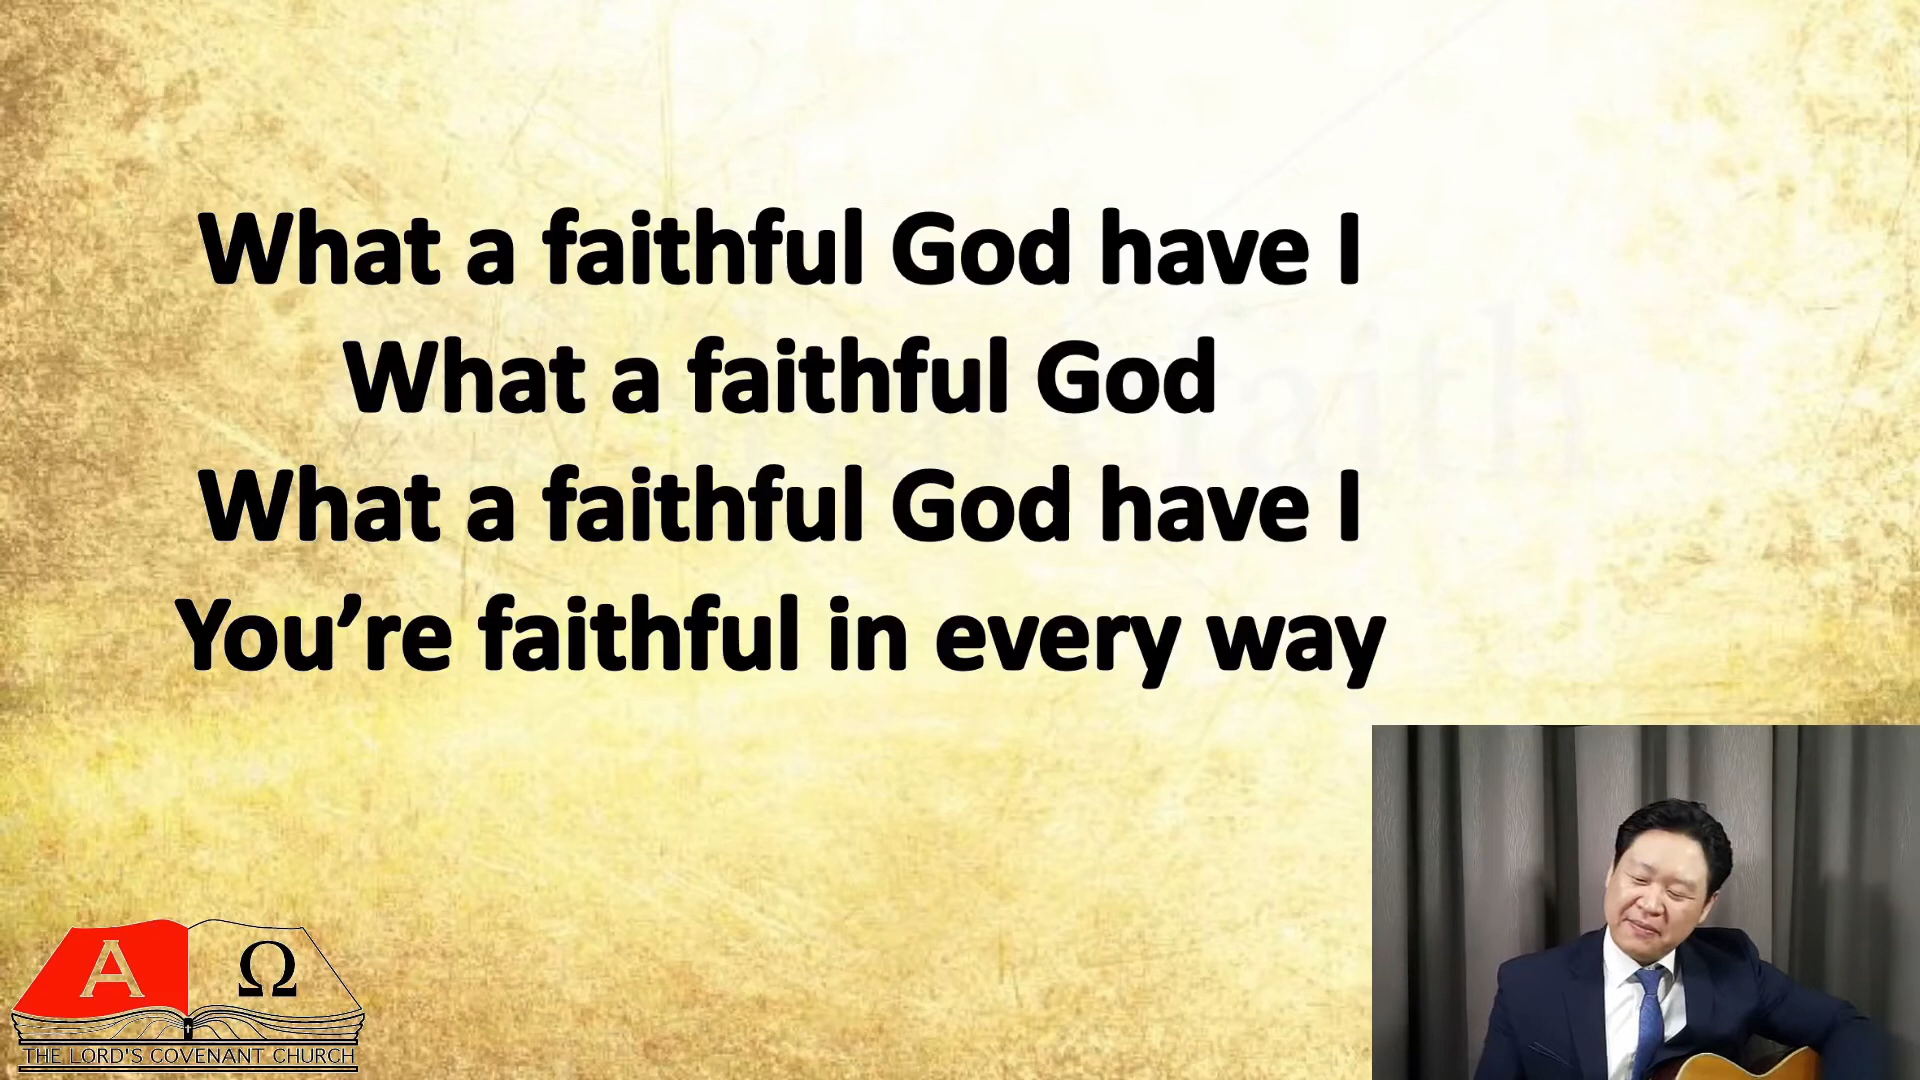 What a faithful God have I
What a faithful God
What a faithful God have I
You’re faithful in every way
faith
Α Ω
THE LORD'S COVENANT CHURCH